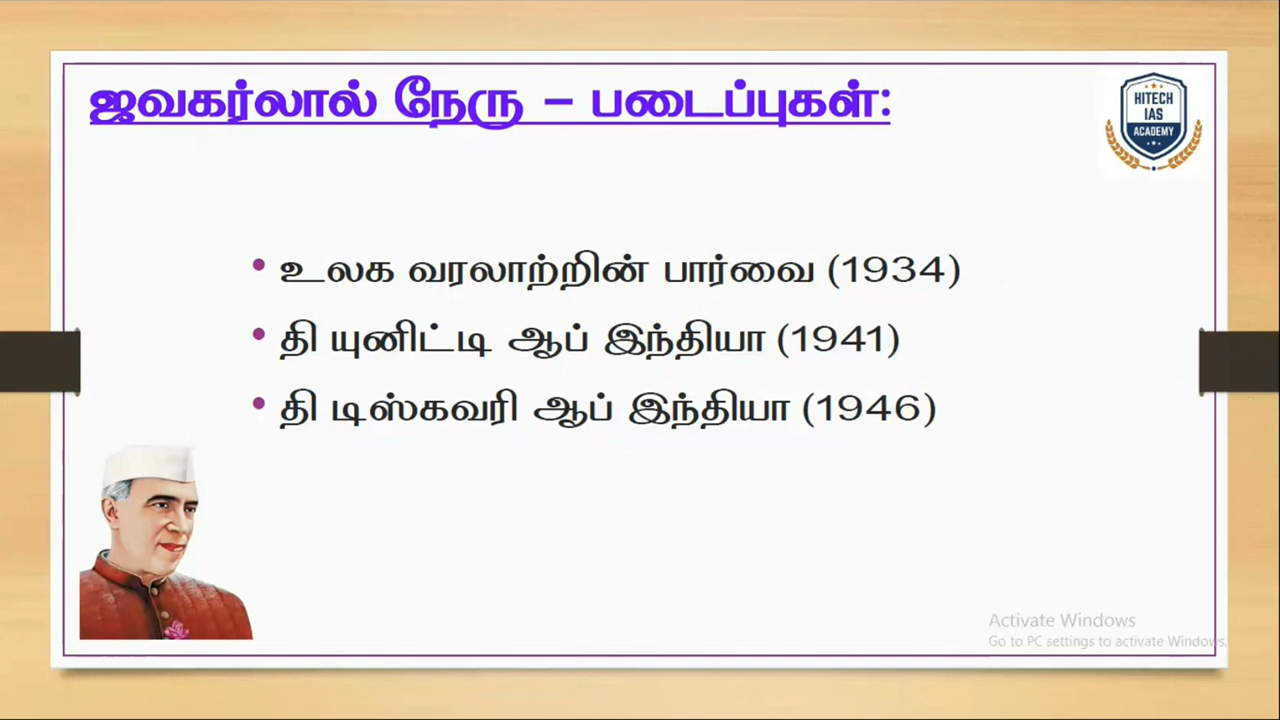 ஜவகர்லால் நேரு – படைப்புகள்:
HITECH
IAS
ACADEMY
• உலக வரலாற்றின் பார்வை (1934)
• தி யுனிட்டி ஆப் இந்தியா (1941)
• தி டிஸ்கவரி ஆப் இந்தியா (1946)
Activate Windows
Go to PC settings to activate Windows.